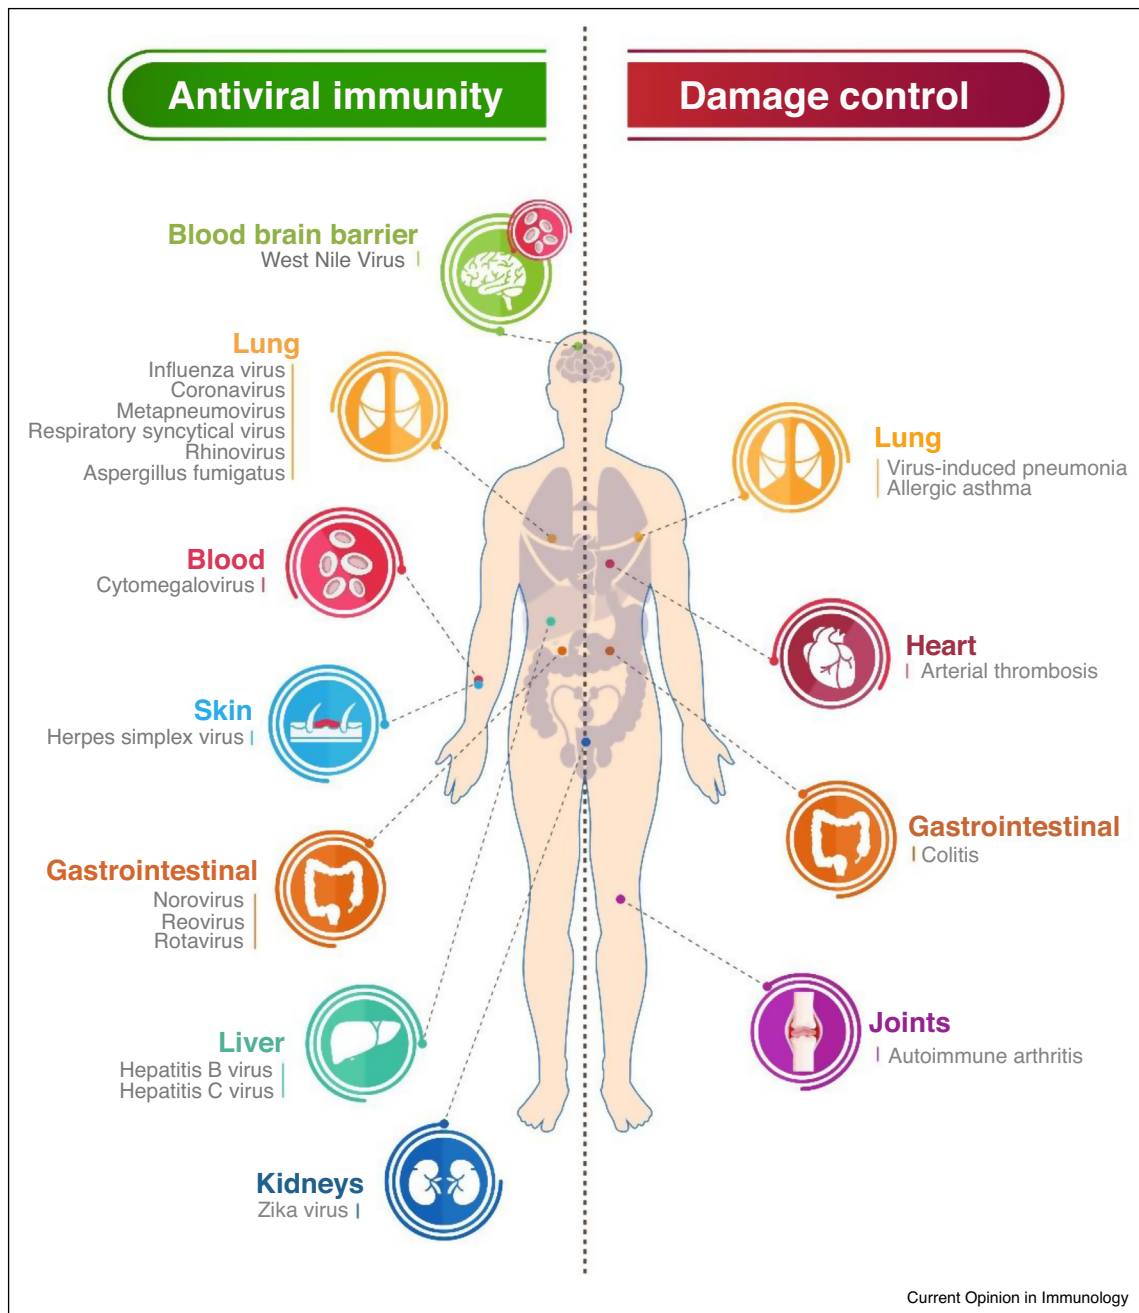 Antiviral immunity
Damage control
Blood brain barrier
West Nile Virus
Lung
Influenza virus
Coronavirus
Metapneumovirus
Respiratory syncytical virus
Rhinovirus
Aspergillus fumigatus
Blood
Cytomegalovirus
Skin
Herpes simplex virus
Gastrointestinal
Norovirus
Reovirus
Rotavirus
Liver
Hepatitis B virus
Hepatitis C virus
Kidneys
Zika virus
Lung
Virus-induced pneumonia
Allergic asthma
Heart
Arterial thrombosis
Gastrointestinal
Colitis
Joints
Autoimmune arthritis
Current Opinion in Immunology